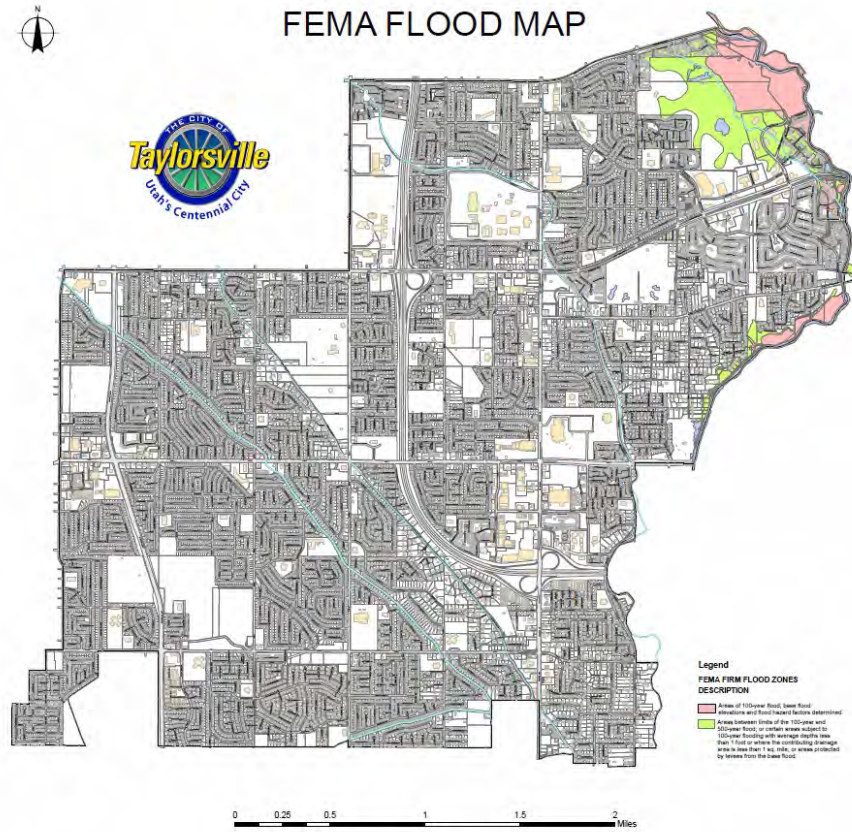 N
FEMA FLOOD MAP
THE CITY OF
Taylorsville
Utah's Centennial City
Legend
FEMA FIRM FLOOD ZONES
DESCRIPTION
Areas of 100-year flood; base flood
elevations and flood hazard factors determined
Areas between limits of the 100-year and
500-year flood; or certain areas subject to
100-year flooding with average depths less
than 1 foot or where the contributing drainage
area is less than 1 sq. mile; or areas protected
by levees from the base flood.
0 0.25 0.5 1 1.5 2
Miles